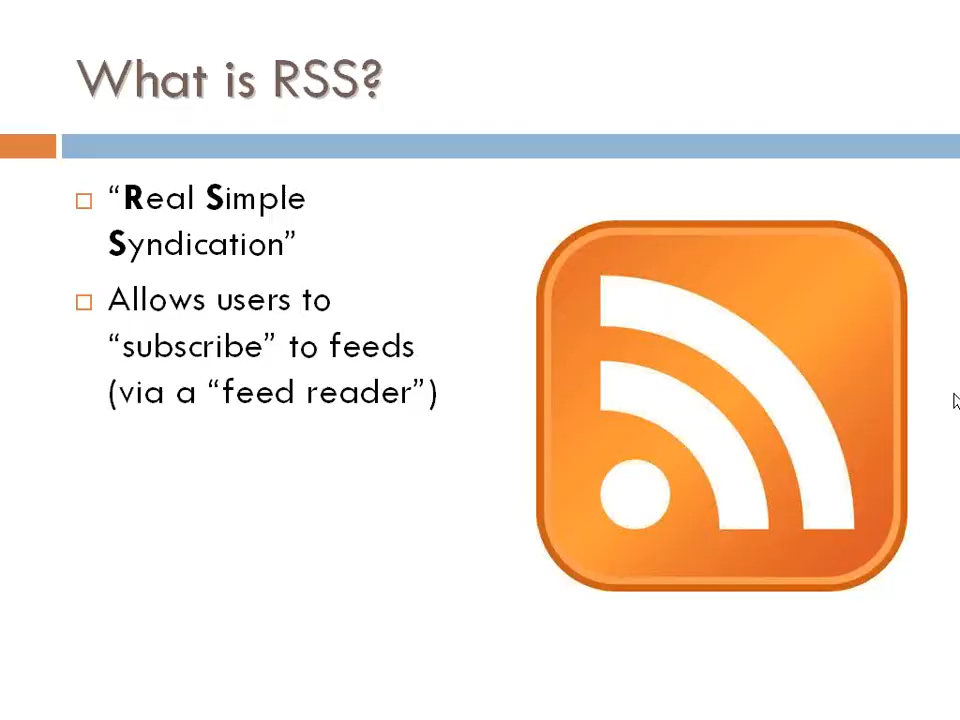 What is RSS?
“Real Simple
Syndication”
Allows users to
“subscribe” to feeds
(via a “feed reader”)